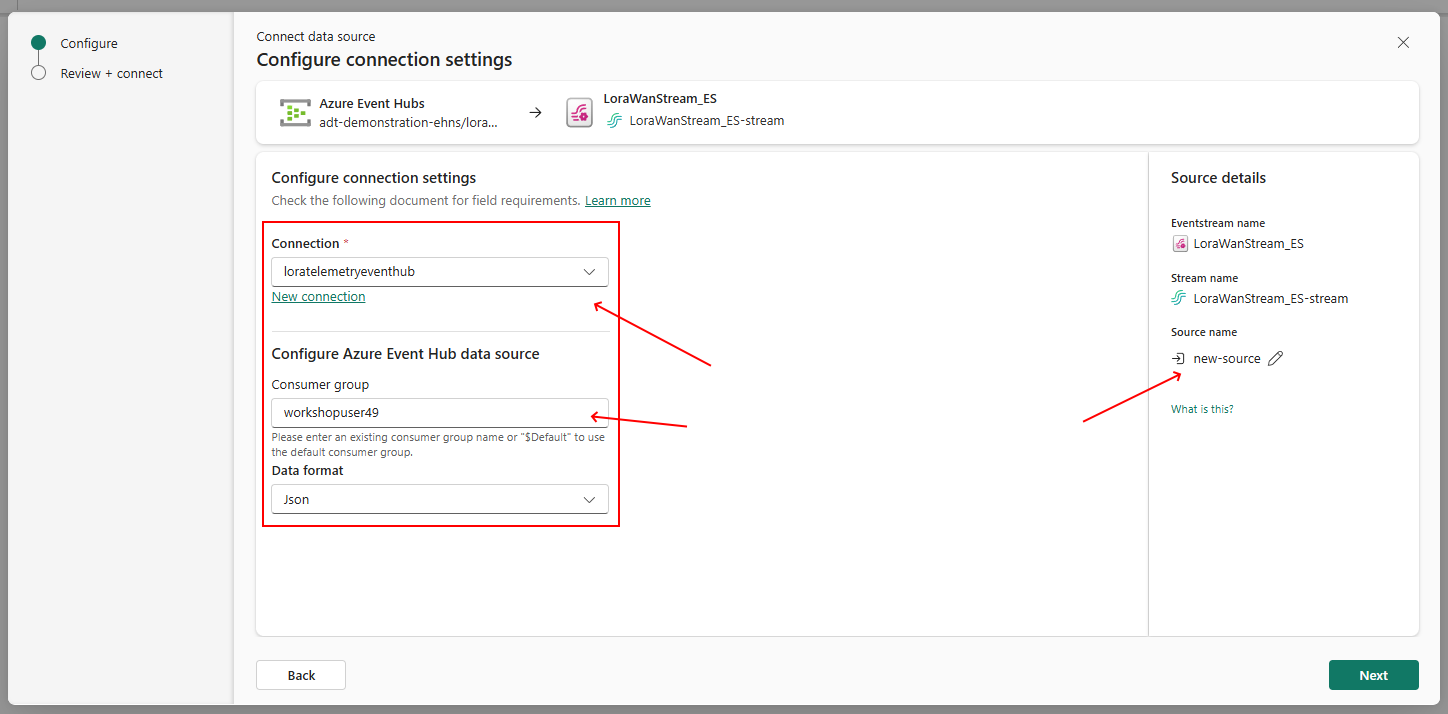 Configure
Review + connect
Connect data source
Configure connection settings
Azure Event Hubs
adt-demonstration-ehns/lora...
LoraWanStream_ES
LoraWanStream_ES-stream
Configure connection settings
Check the following document for field requirements. Learn more
Connection *
loratelemetryeventhub
New connection
Configure Azure Event Hub data source
Consumer group
workshopuser49
Please enter an existing consumer group name or "$Default" to use
the default consumer group.
Data format
Json
Source details
Eventstream name
LoraWanStream_ES
Stream name
LoraWanStream_ES-stream
Source name
new-source
What is this?
Back
Next